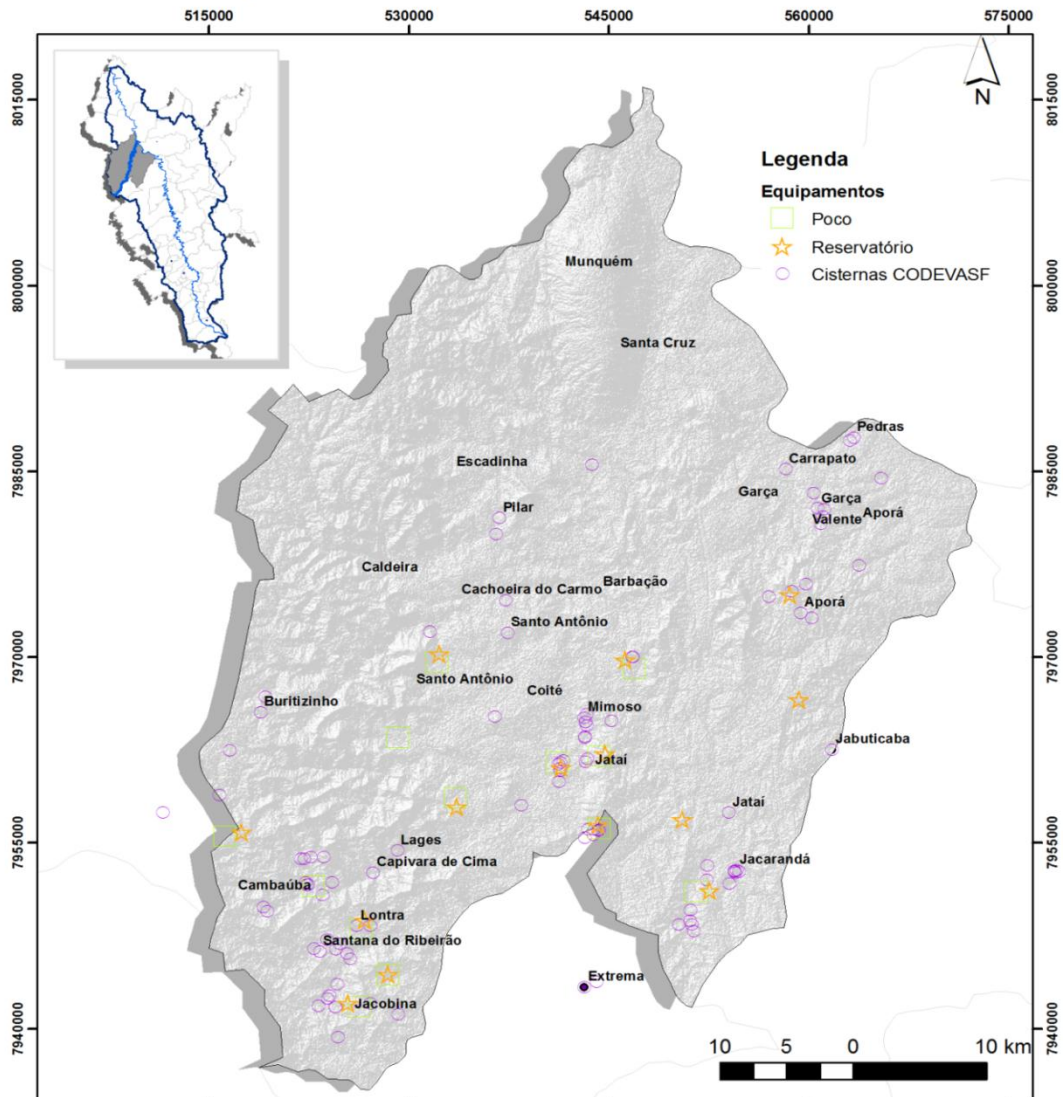 515000 530000 545000 560000 575000
8015000 8015000
N
Legenda
Equipamentos
Poco
Reservatório
Cisternas CODEVASF
Munquém
8000000 8000000
Santa Cruz
Pedras
Escadinha
Carrapato
7985000 7985000
Garça
Garça
Pilar
Valente
Aporá
Caldeira
Barbação
Cachoeira do Carmo
Aporá
Santo Antônio
7970000 7970000
Santo Antônio
Coité
Buritizinho
Mimoso
Jabuticaba
Jataí
Jataí
7955000 7955000
Lages
Capivara de Cima
Jacarandá
Cambaúba
Lontra
Santana do Ribeirão
Extrema
Jacobina
7940000 7940000
10 5 0 10 km